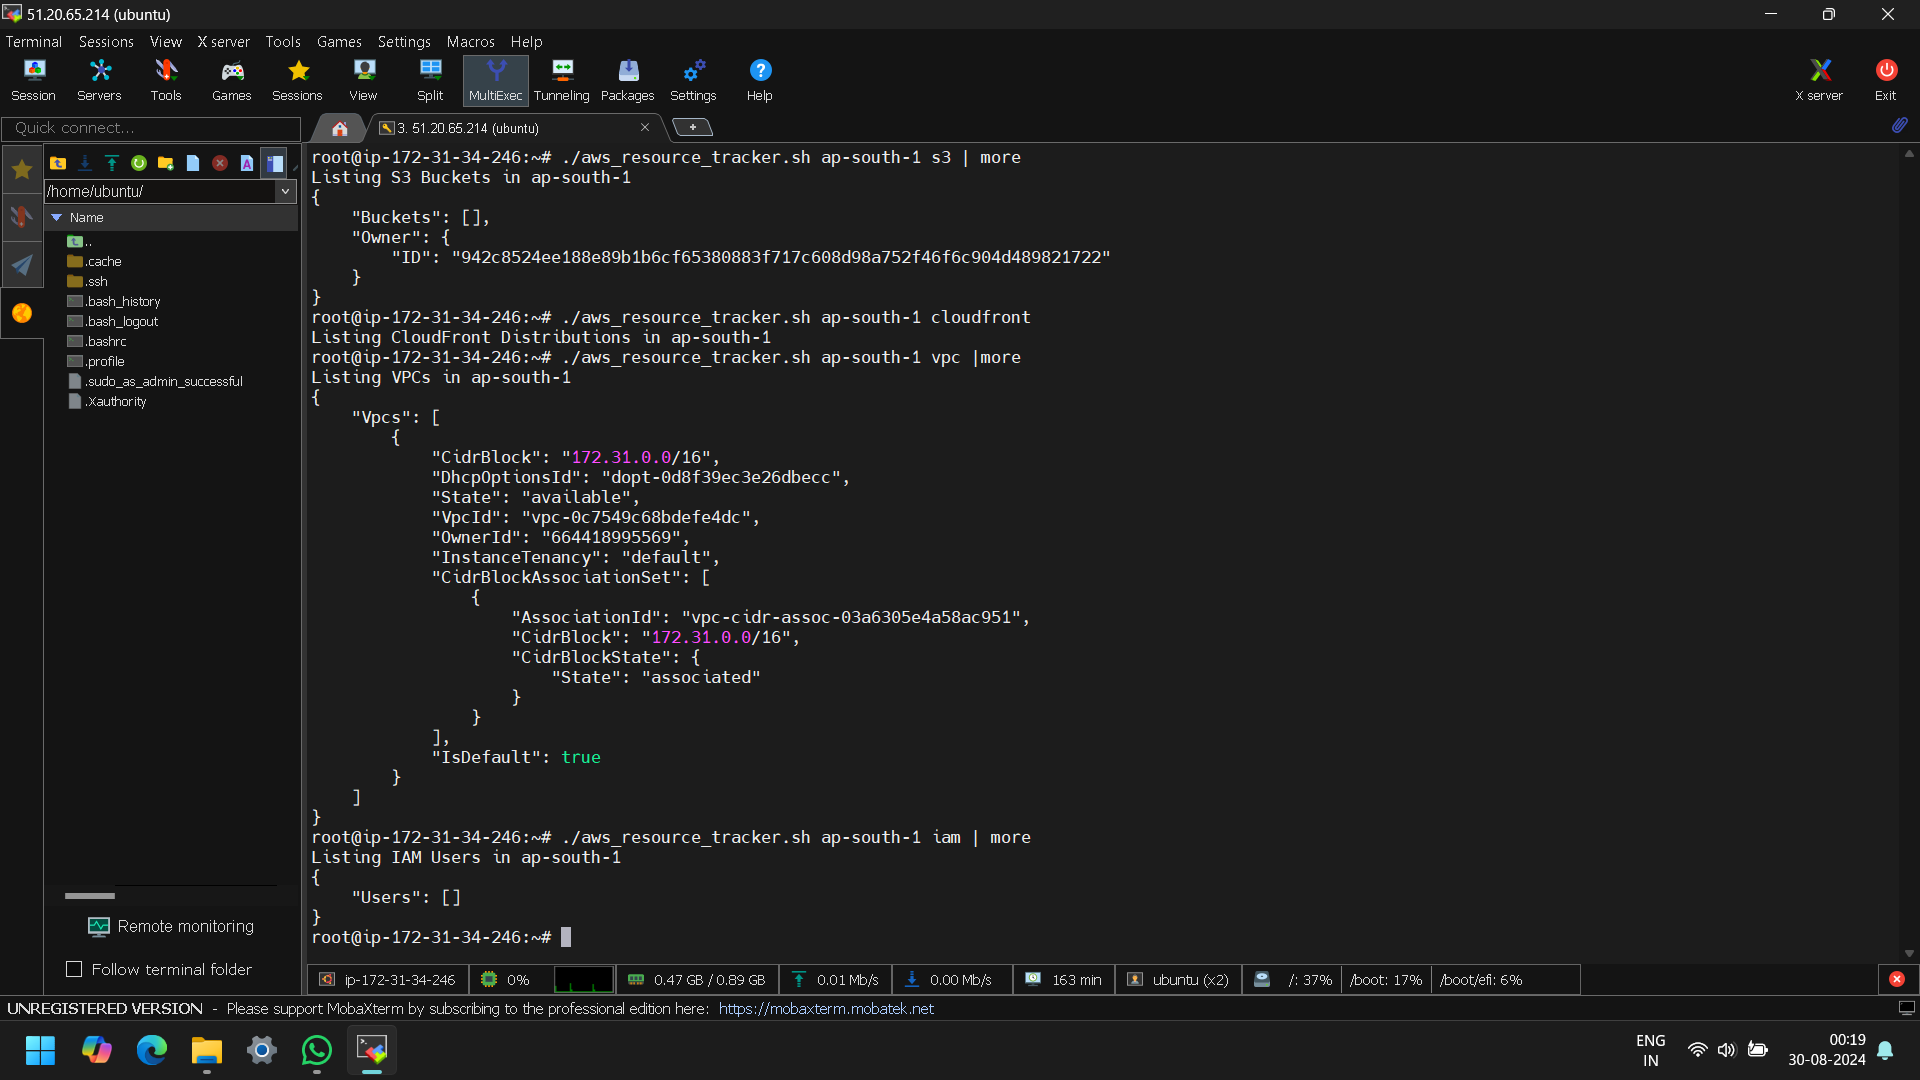 51.20.65.214 (ubuntu)
Terminal Sessions View X server Tools Games Settings Macros Help
Session Servers Tools Games Sessions View Split MultiExec Tunneling Packages Settings Help X server Exit
Quick connect...
3. 51.20.65.214 (ubuntu)
/home/ubuntu/
Name
..
.cache
.ssh
.bash_history
.bash_logout
.bashrc
.profile
.sudo_as_admin_successful
.Xauthority
Remote monitoring
Follow terminal folder
root@ip-172-31-34-246:~# ./aws_resource_tracker.sh ap-south-1 s3 | more
Listing S3 Buckets in ap-south-1
{
    "Buckets": [],
    "Owner": {
        "ID": "942c8524ee188e89b1b6cf65380883f717c608d98a752f46f6c904d489821722"
    }
}
root@ip-172-31-34-246:~# ./aws_resource_tracker.sh ap-south-1 cloudfront
Listing CloudFront Distributions in ap-south-1
root@ip-172-31-34-246:~# ./aws_resource_tracker.sh ap-south-1 vpc |more
Listing VPCs in ap-south-1
{
    "Vpcs": [
        {
            "CidrBlock": "172.31.0.0/16",
            "DhcpOptionsId": "dopt-0d8f39ec3e26dbecc",
            "State": "available",
            "VpcId": "vpc-0c7549c68bdefe4dc",
            "OwnerId": "664418995569",
            "InstanceTenancy": "default",
            "CidrBlockAssociationSet": [
                {
                    "AssociationId": "vpc-cidr-assoc-03a6305e4a58ac951",
                    "CidrBlock": "172.31.0.0/16",
                    "CidrBlockState": {
                        "State": "associated"
                    }
                }
            ],
            "IsDefault": true
        }
    ]
}
root@ip-172-31-34-246:~# ./aws_resource_tracker.sh ap-south-1 iam | more
Listing IAM Users in ap-south-1
{
    "Users": []
}
root@ip-172-31-34-246:~#
ip-172-31-34-246 0% 0.47 GB / 0.89 GB 0.01 Mb/s 0.00 Mb/s 163 min ubuntu (x2) /: 37% /boot: 17% /boot/efi: 6%
UNREGISTERED VERSION - Please support MobaXterm by subscribing to the professional edition here: https://mobaxterm.mobatek.net
ENG
IN
00:19
30-08-2024